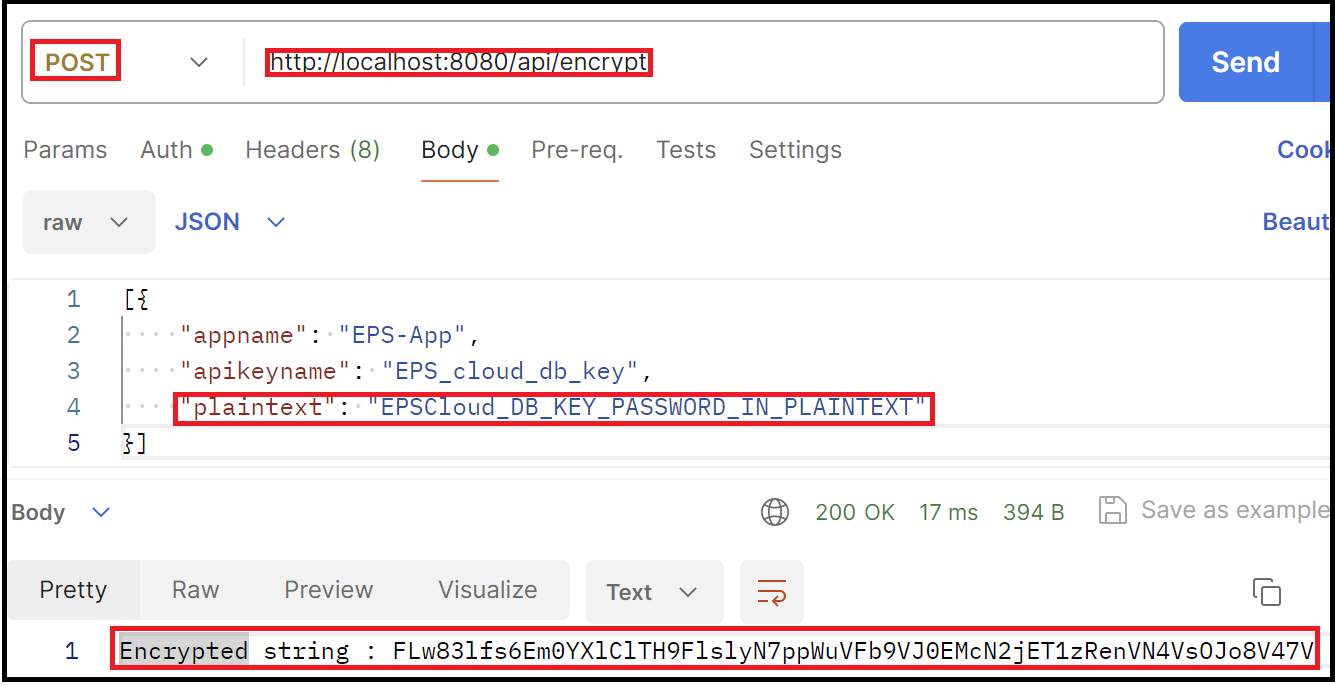 POST http://localhost:8080/api/encrypt Send
Params Auth Headers (8) Body Pre-req. Tests Settings Cook
raw JSON Beaut
1 [{
2 "appname": "EPS-App",
3 "apikeyname": "EPS_cloud_db_key",
4 "plaintext": "EPSCloud_DB_KEY_PASSWORD_IN_PLAINTEXT"
5 }]
Body 200 OK 17 ms 394 B Save as example
Pretty Raw Preview Visualize Text
1 Encrypted string : FLw83lfs6Em0YXlClTH9FlslyN7ppWuVFb9VJ0EMcN2jET1zRenVN4VsOJo8V47V